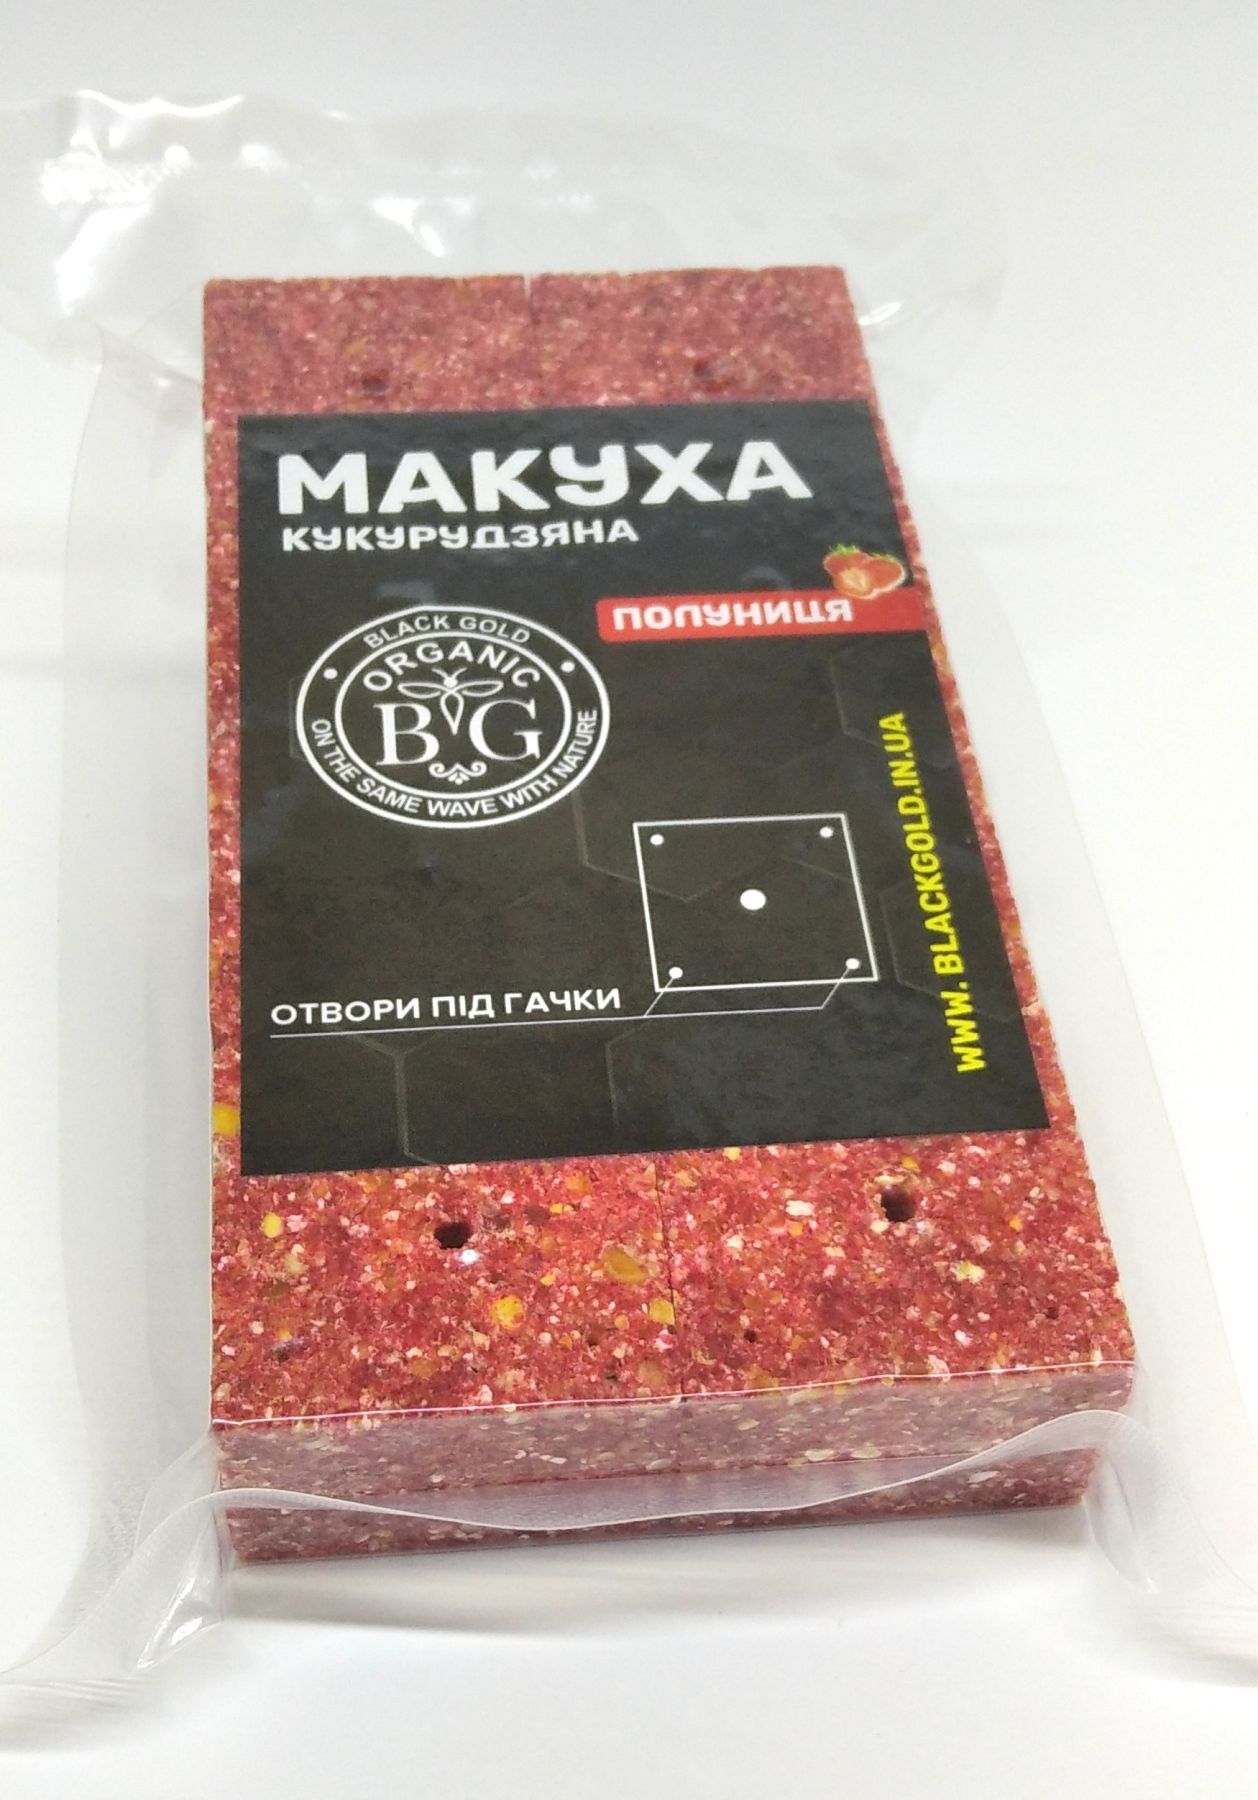 МАКУХА
КУКУРУДЗЯНА
ПОЛУНИЦЯ
BLACK GOLD
ORGANIC
BG
ON THE SAME WAVE WITH NATURE
WWW. BLACKGOLD.IN.UA
ОТВОРИ ПІД ГАЧКИ